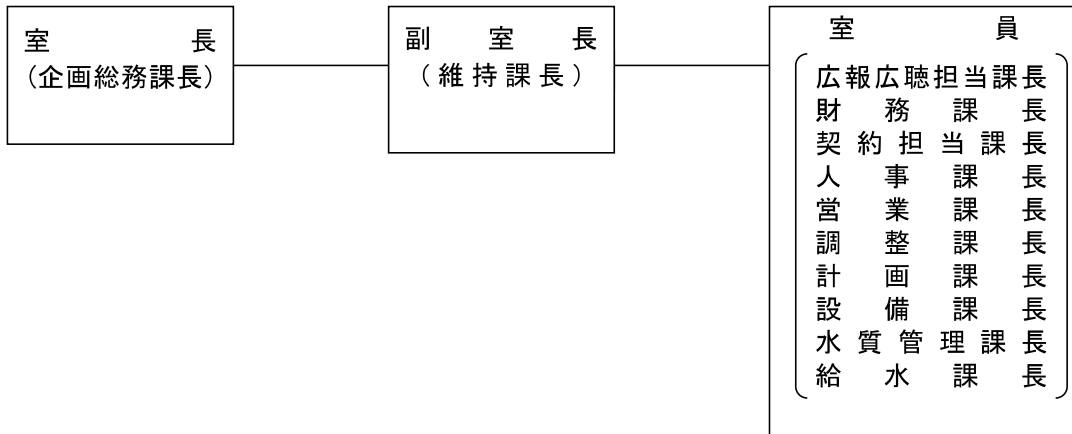 室長
(企画総務課長)
副室長
(維持課長)
室員
広報広聴担当課長
財務課長
契約担当課長
人事課長
営業課長
調整課長
計画課長
設備課長
水質管理課長
給水課長